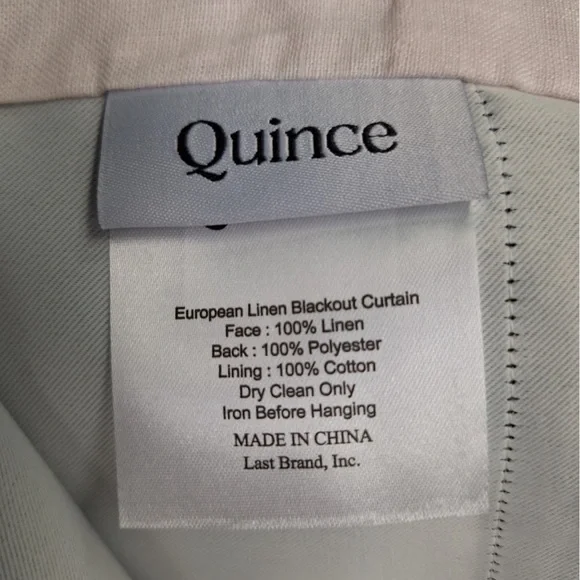 Quince
European Linen Blackout Curtain
Face : 100% Linen
Back : 100% Polyester
Lining : 100% Cotton
Dry Clean Only
Iron Before Hanging
MADE IN CHINA
Last Brand, Inc.